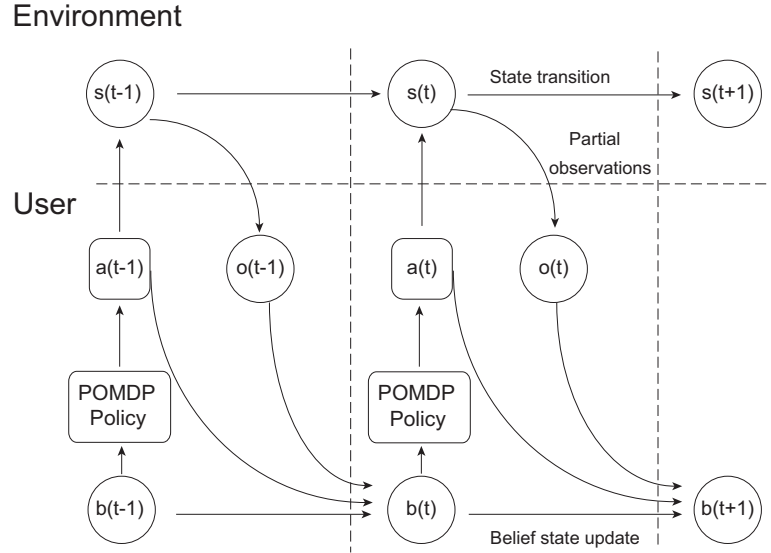 Environment
s(t-1)
s(t)
State transition
s(t+1)
Partial
observations
User
a(t-1)
o(t-1)
a(t)
o(t)
POMDP
Policy
POMDP
Policy
b(t-1)
b(t)
b(t+1)
Belief state update